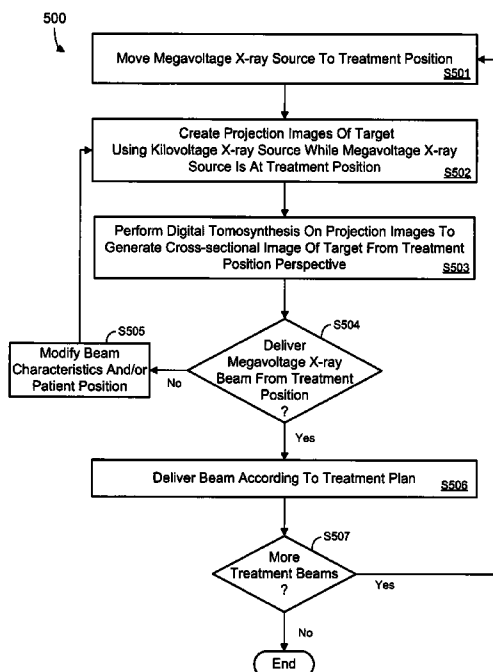 500
Move Megavoltage X-ray Source To Treatment Position
S501
Create Projection Images Of Target
Using Kilovoltage X-ray Source While Megavoltage X-ray
Source Is At Treatment Position
S502
Perform Digital Tomosynthesis On Projection Images To
Generate Cross-sectional Image Of Target From Treatment
Position Perspective
S503
S504
Deliver
Megavoltage X-ray
Beam From Treatment
Position
?
No
S505
Modify Beam
Characteristics And/or
Patient Position
Yes
Deliver Beam According To Treatment Plan
S506
S507
More
Treatment Beams
?
Yes
No
End